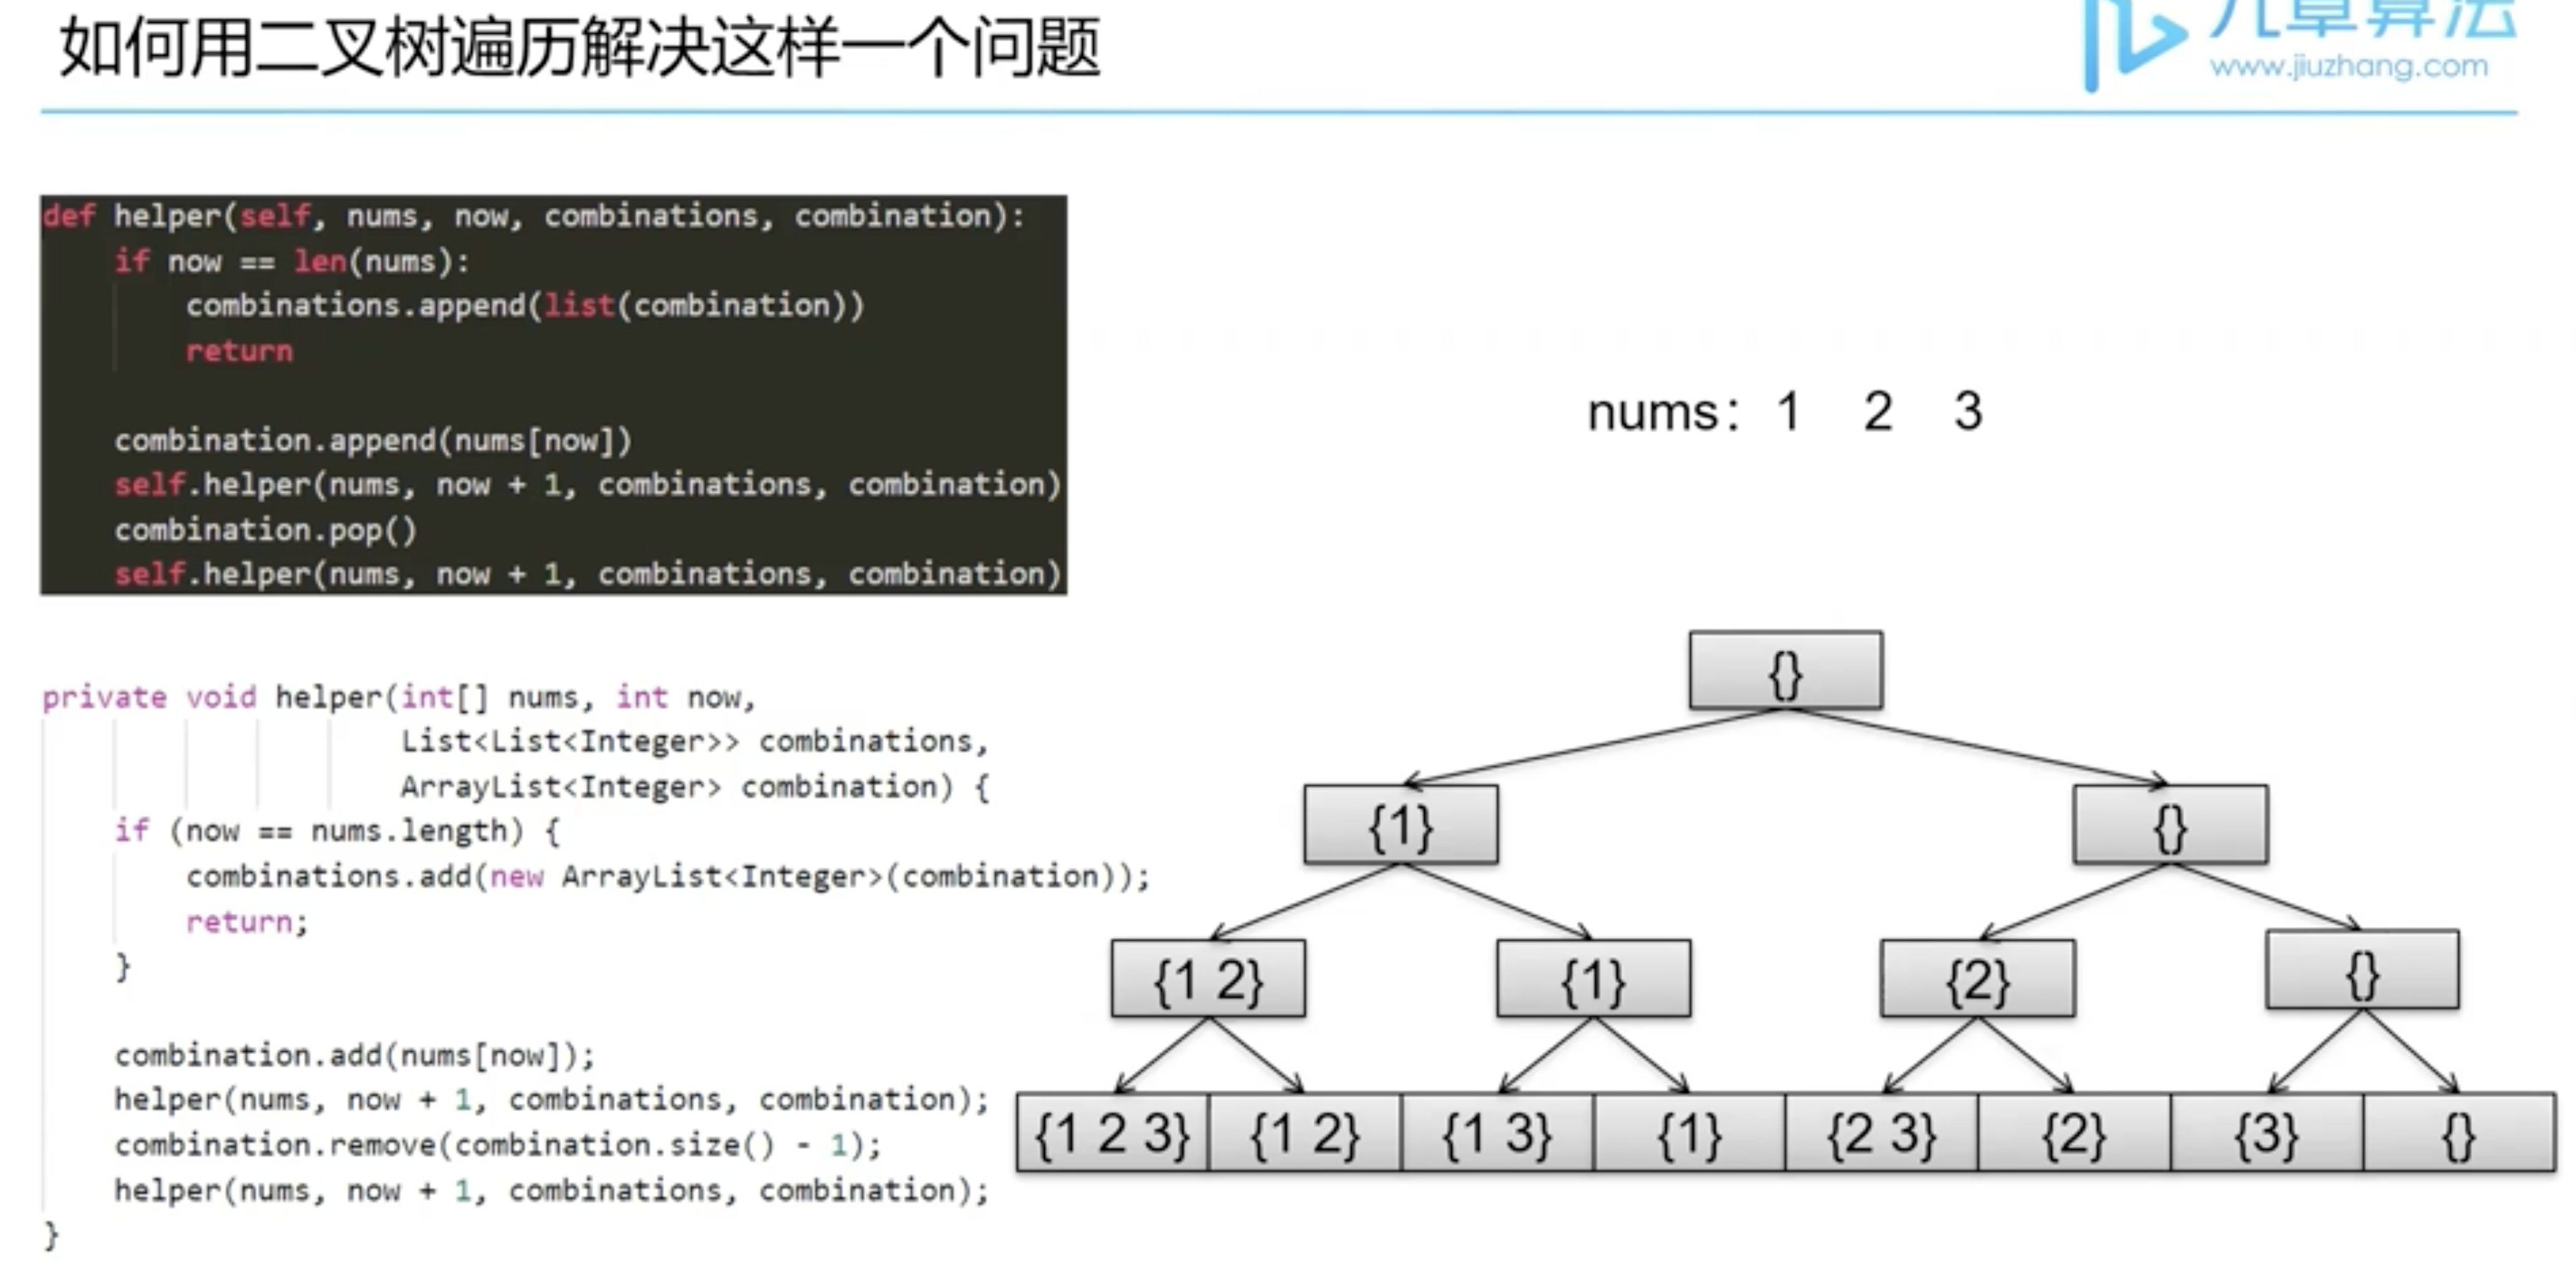 如何用二叉树遍历解决这样一个问题
九章算法
www.jiuzhang.com
def helper(self, nums, now, combinations, combination):
    if now == len(nums):
        combinations.append(list(combination))
        return

    combination.append(nums[now])
    self.helper(nums, now + 1, combinations, combination)
    combination.pop()
    self.helper(nums, now + 1, combinations, combination)
nums: 1 2 3
private void helper(int[] nums, int now,
                    List<List<Integer>> combinations,
                    ArrayList<Integer> combination) {
    if (now == nums.length) {
        combinations.add(new ArrayList<Integer>(combination));
        return;
    }

    combination.add(nums[now]);
    helper(nums, now + 1, combinations, combination);
    combination.remove(combination.size() - 1);
    helper(nums, now + 1, combinations, combination);
}
{}
{1} {}
{1 2} {1} {2} {}
{1 2 3} {1 2} {1 3} {1} {2 3} {2} {3} {}